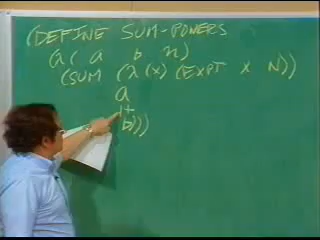 (DEFINE SUM-POWERS
(λ( a b n)
(SUM (λ(x) (EXPT x N))
a
1+
b)))